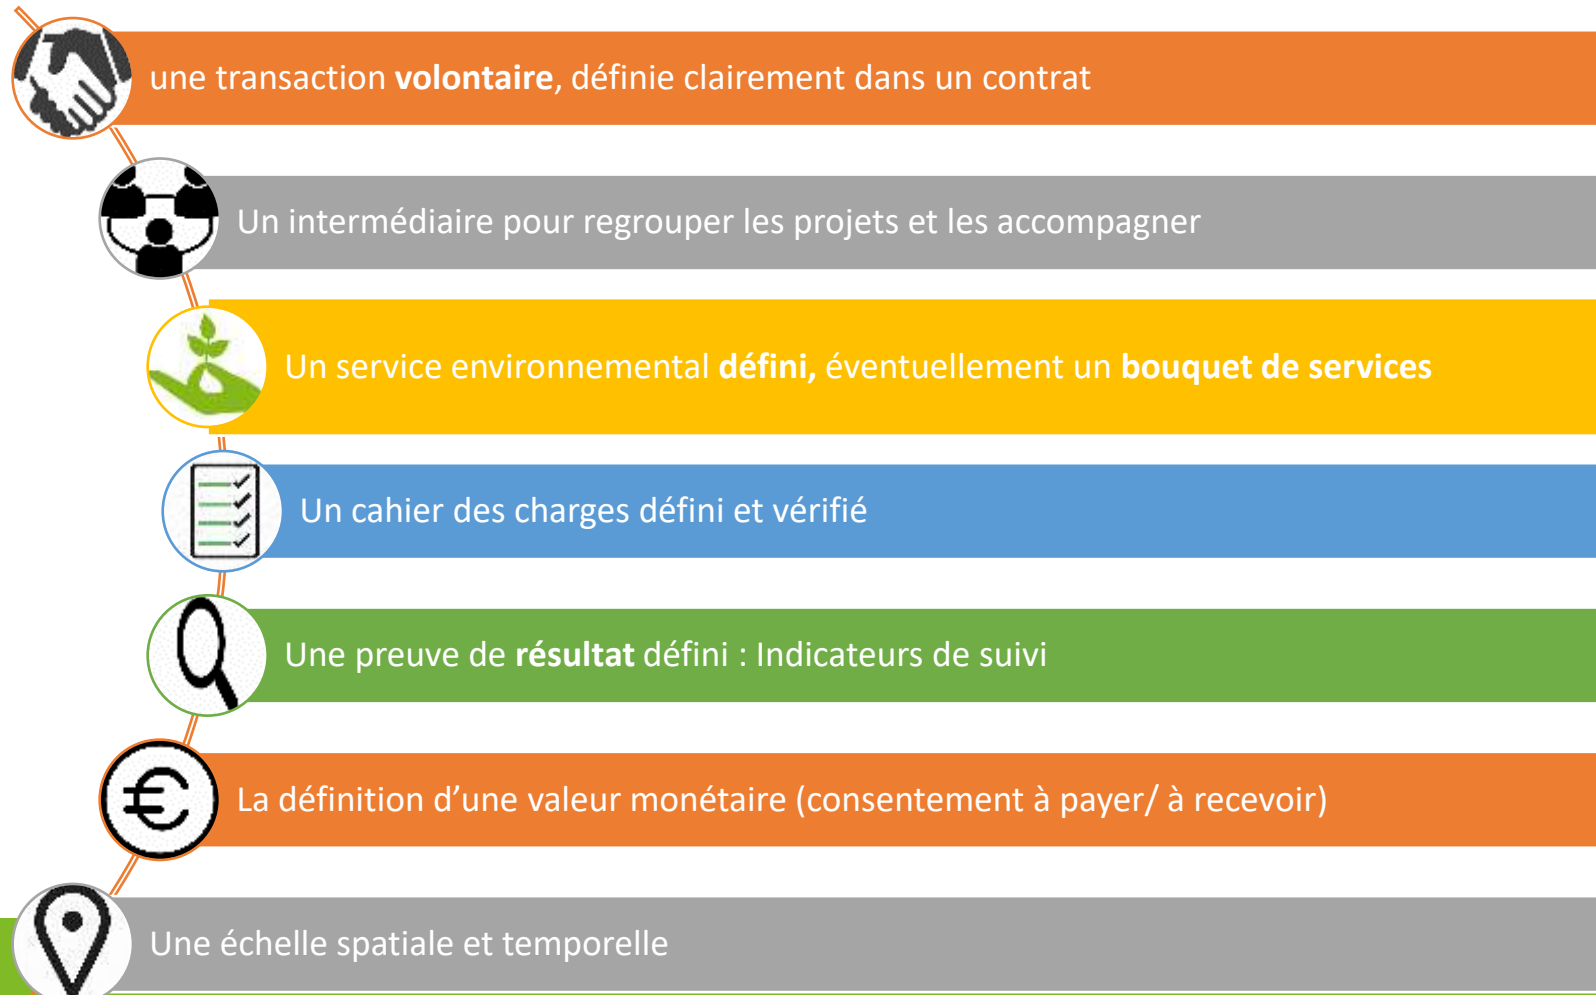 une transaction volontaire, définie clairement dans un contrat
Un intermédiaire pour regrouper les projets et les accompagner
Un service environnemental défini, éventuellement un bouquet de services
Un cahier des charges défini et vérifié
Une preuve de résultat défini : Indicateurs de suivi
La définition d’une valeur monétaire (consentement à payer/ à recevoir)
Une échelle spatiale et temporelle